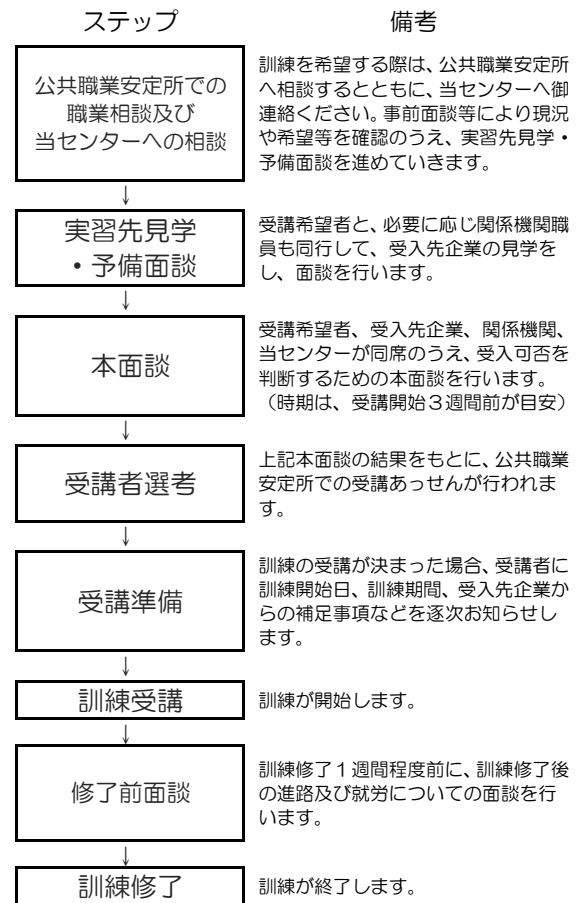 ステップ
備考
公共職業安定所での
職業相談及び
当センターへの相談
訓練を希望する際は、公共職業安定所
へ相談するとともに、当センターへ御
連絡ください。事前面談等により現況
や希望等を確認のうえ、実習先見学・
予備面談を進めていきます。
↓
実習先見学
・予備面談
受講希望者と、必要に応じ関係機関職
員も同行して、受入先企業の見学を
し、面談を行います。
↓
本面談
受講希望者、受入先企業、関係機関、
当センターが同席のうえ、受入可否を
判断するための本面談を行います。
（時期は、受講開始３週間前が目安）
↓
受講者選考
上記本面談の結果をもとに、公共職業
安定所での受講あっせんが行われま
す。
↓
受講準備
訓練の受講が決まった場合、受講者に
訓練開始日、訓練期間、受入先企業か
らの補足事項などを逐次お知らせし
ます。
↓
訓練受講
訓練が開始します。
↓
修了前面談
訓練修了１週間程度前に、訓練修了後
の進路及び就労についての面談を行
います。
↓
訓練修了
訓練が終了します。